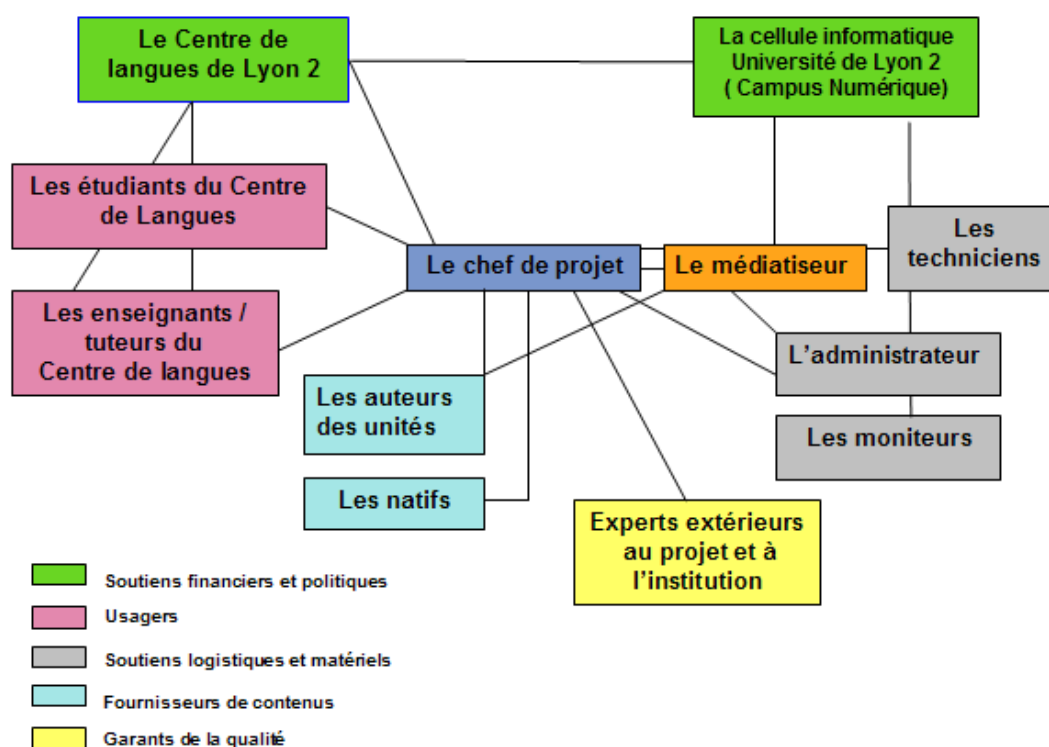 Le Centre de
langues de Lyon 2
La cellule informatique
Université de Lyon 2
( Campus Numérique)
Les étudiants du Centre
de Langues
Les
techniciens
Le chef de projet
Le médiatiseur
Les enseignants /
tuteurs du
Centre de langues
L’administrateur
Les auteurs
des unités
Les moniteurs
Les natifs
Experts extérieurs
au projet et à
l’institution
Soutiens financiers et politiques
Usagers
Soutiens logistiques et matériels
Fournisseurs de contenus
Garants de la qualité